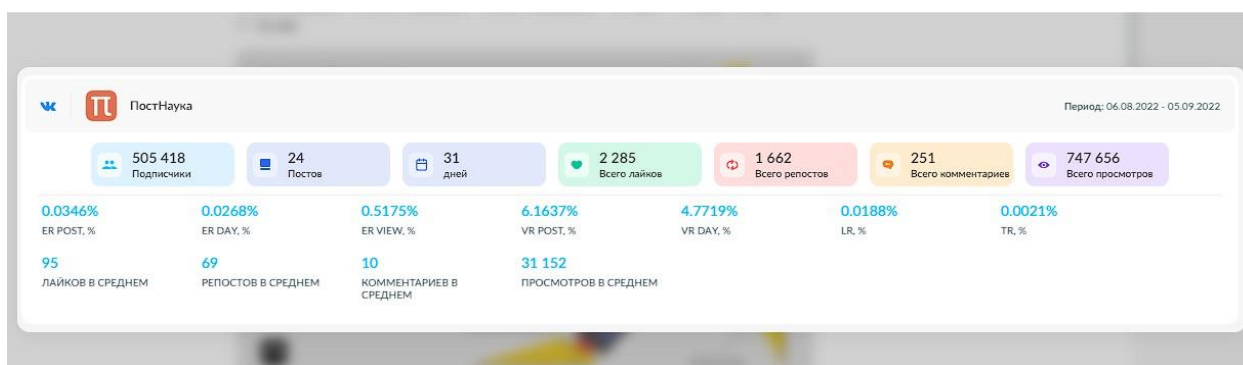 ПостНаука
Период: 06.08.2022 - 05.09.2022
505 418
Подписчики
24
Постов
31
дней
2 285
Всего лайков
1 662
Всего репостов
251
Всего комментариев
747 656
Всего просмотров
0.0346%
ER POST, %
0.0268%
ER DAY, %
0.5175%
ER VIEW, %
6.1637%
VR POST, %
4.7719%
VR DAY, %
0.0188%
LR, %
0.0021%
TR, %
95
ЛАЙКОВ В СРЕДНЕМ
69
РЕПОСТОВ В СРЕДНЕМ
10
КОММЕНТАРИЕВ В
СРЕДНЕМ
31 152
ПРОСМОТРОВ В СРЕДНЕМ